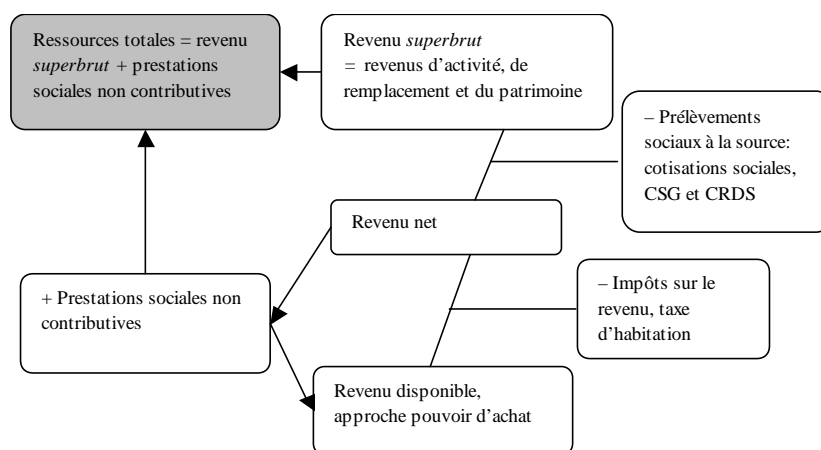 Ressources totales = revenu
superbrut + prestations
sociales non contributives
Revenu superbrut
= revenus d'activité, de
remplacement et du patrimoine
– Prélèvements
sociaux à la source:
cotisations sociales,
CSG et CRDS
Revenu net
+ Prestations sociales non
contributives
– Impôts sur le
revenu, taxe
d'habitation
Revenu disponible,
approche pouvoir d'achat